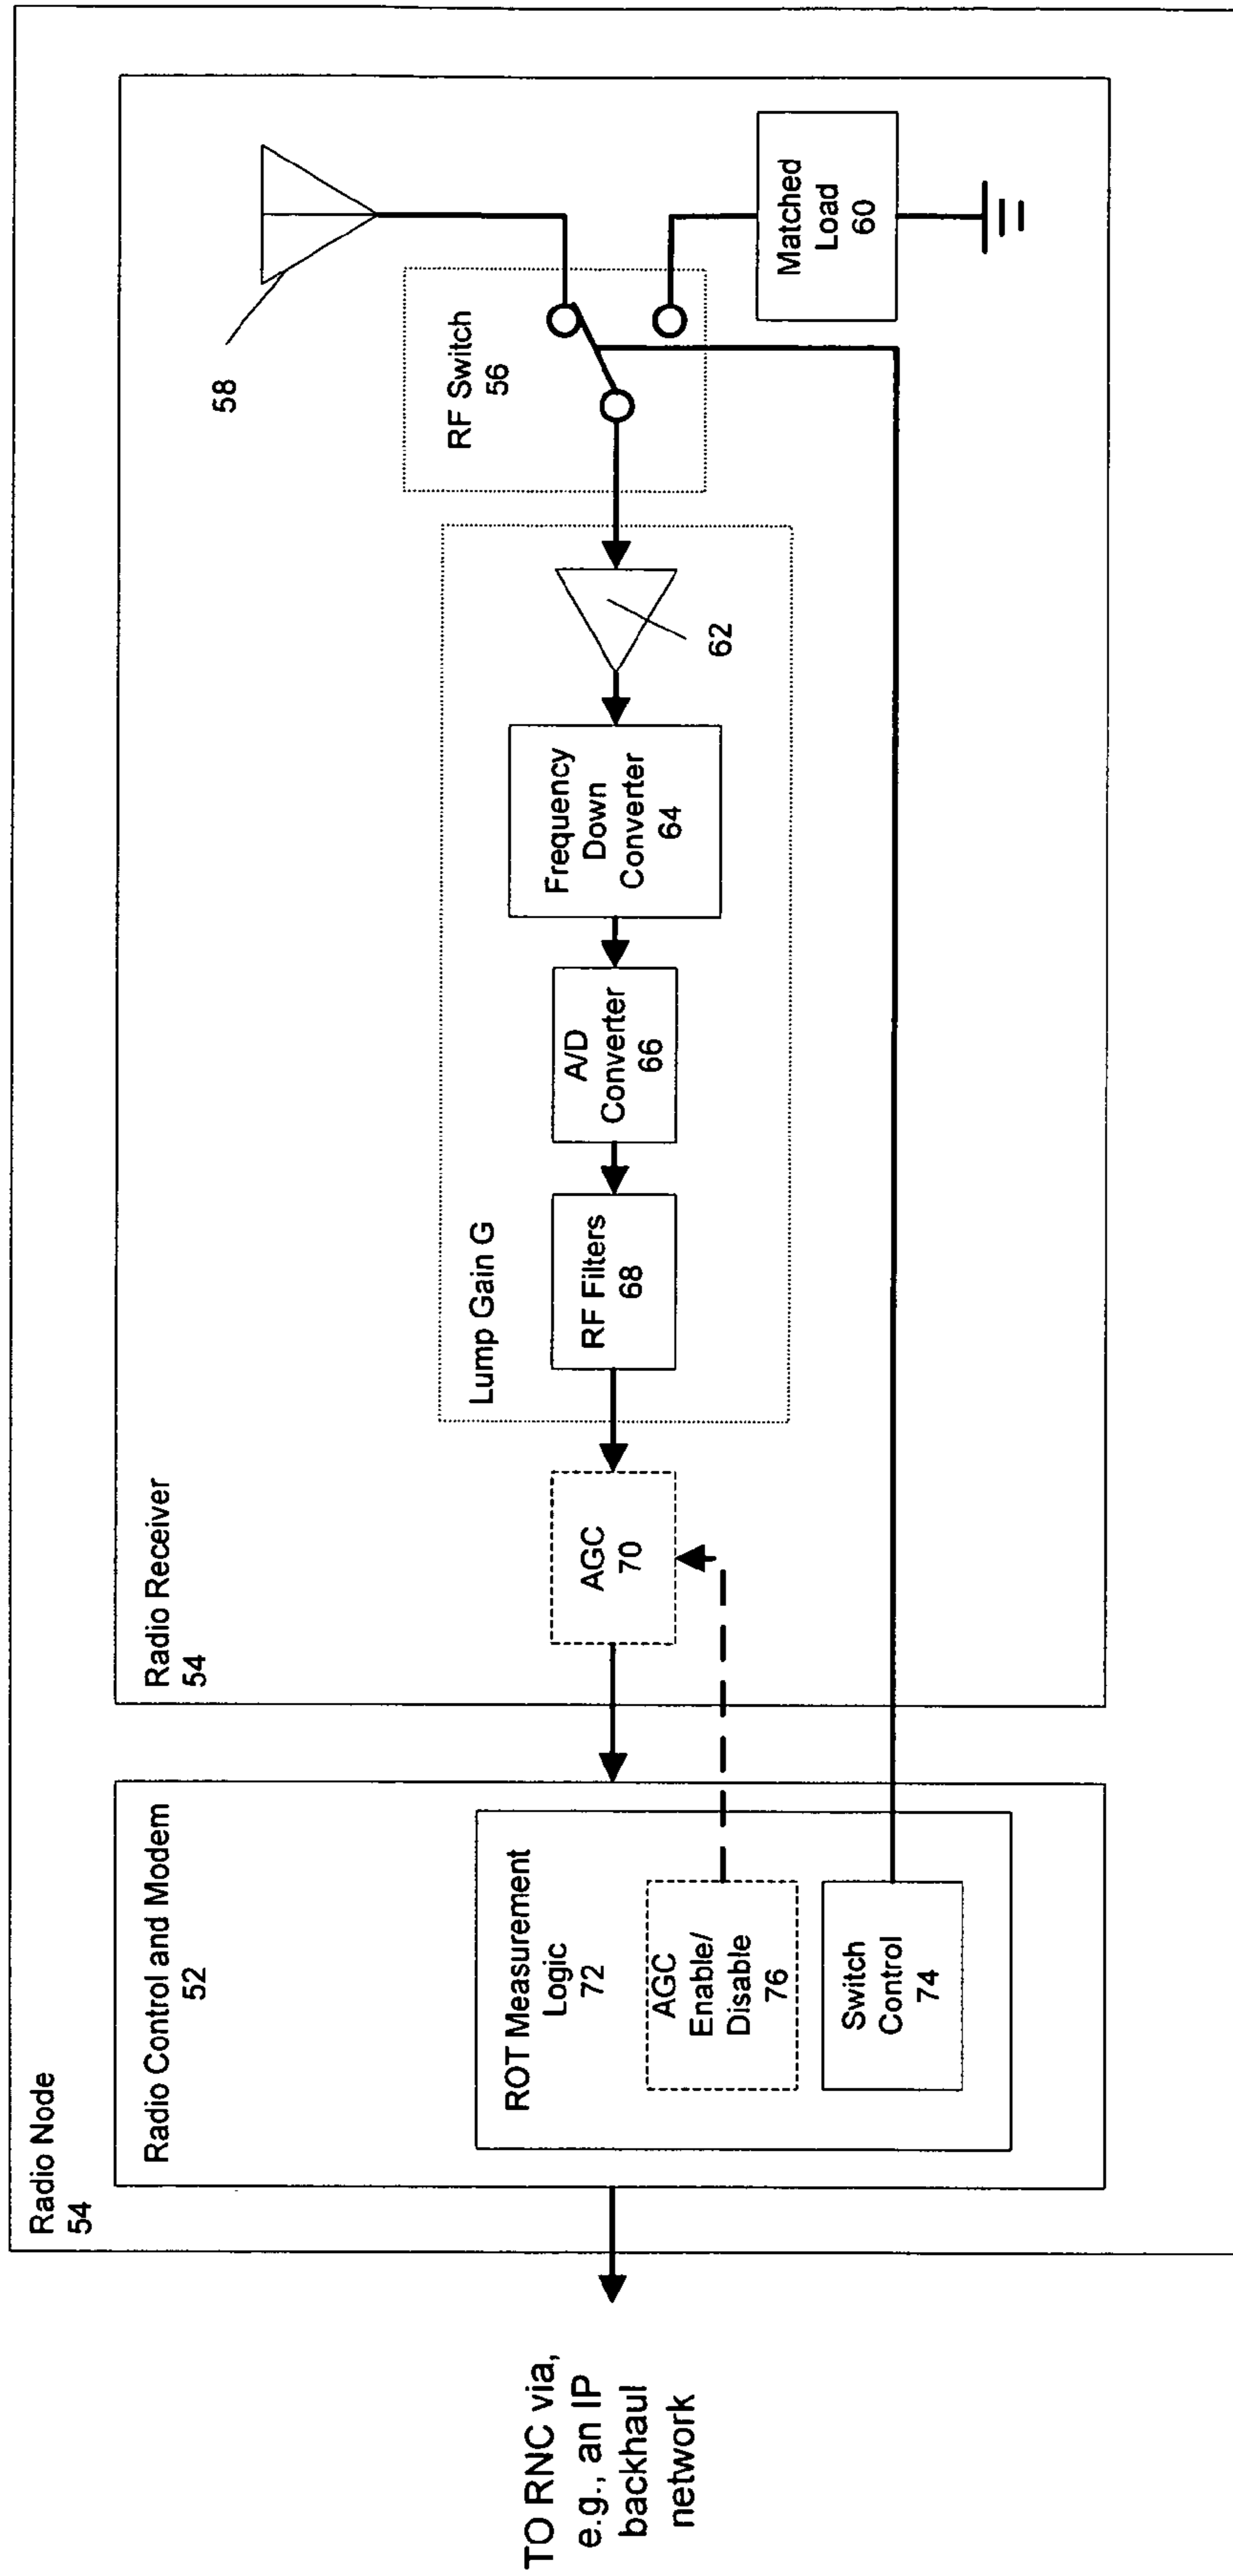 Radio Node
54
Radio Control and Modem
52
ROT Measurement
Logic
72
AGC
Enable/
Disable
76
Switch
Control
74
Radio Receiver
54
AGC
70
Lump Gain G
RF Filters
68
A/D
Converter
66
Frequency
Down
Converter
64
62
RF Switch
56
58
Matched
Load
60
TO RNC via,
e.g., an IP
backhaul
network